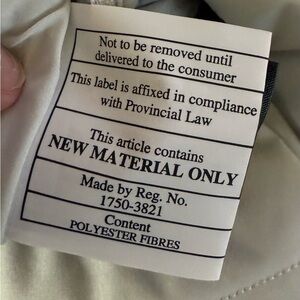 Not to be removed until
delivered to the consumer
This label is affixed in compliance
with Provincial Law
This article contains
NEW MATERIAL ONLY
Made by Reg. No.
1750-3821
Content
POLYESTER FIBRES